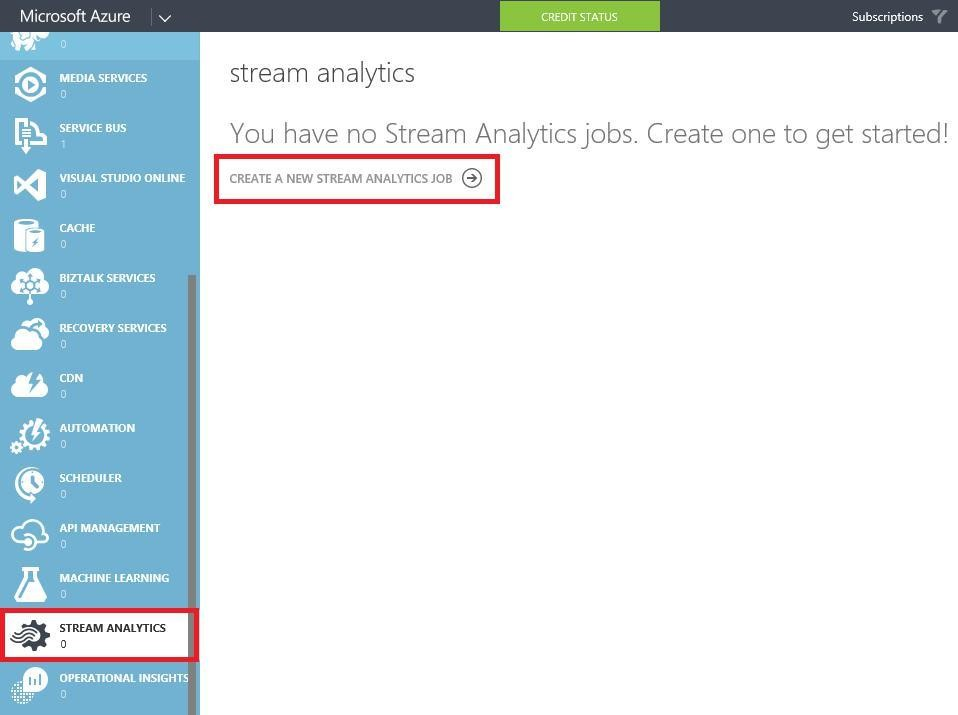 Microsoft Azure
CREDIT STATUS
Subscriptions
0
MEDIA SERVICES
0
SERVICE BUS
1
VISUAL STUDIO ONLINE
0
CACHE
0
BIZTALK SERVICES
0
RECOVERY SERVICES
0
CDN
0
AUTOMATION
0
SCHEDULER
0
API MANAGEMENT
0
MACHINE LEARNING
0
STREAM ANALYTICS
0
OPERATIONAL INSIGHTS
0
stream analytics
You have no Stream Analytics jobs. Create one to get started!
CREATE A NEW STREAM ANALYTICS JOB